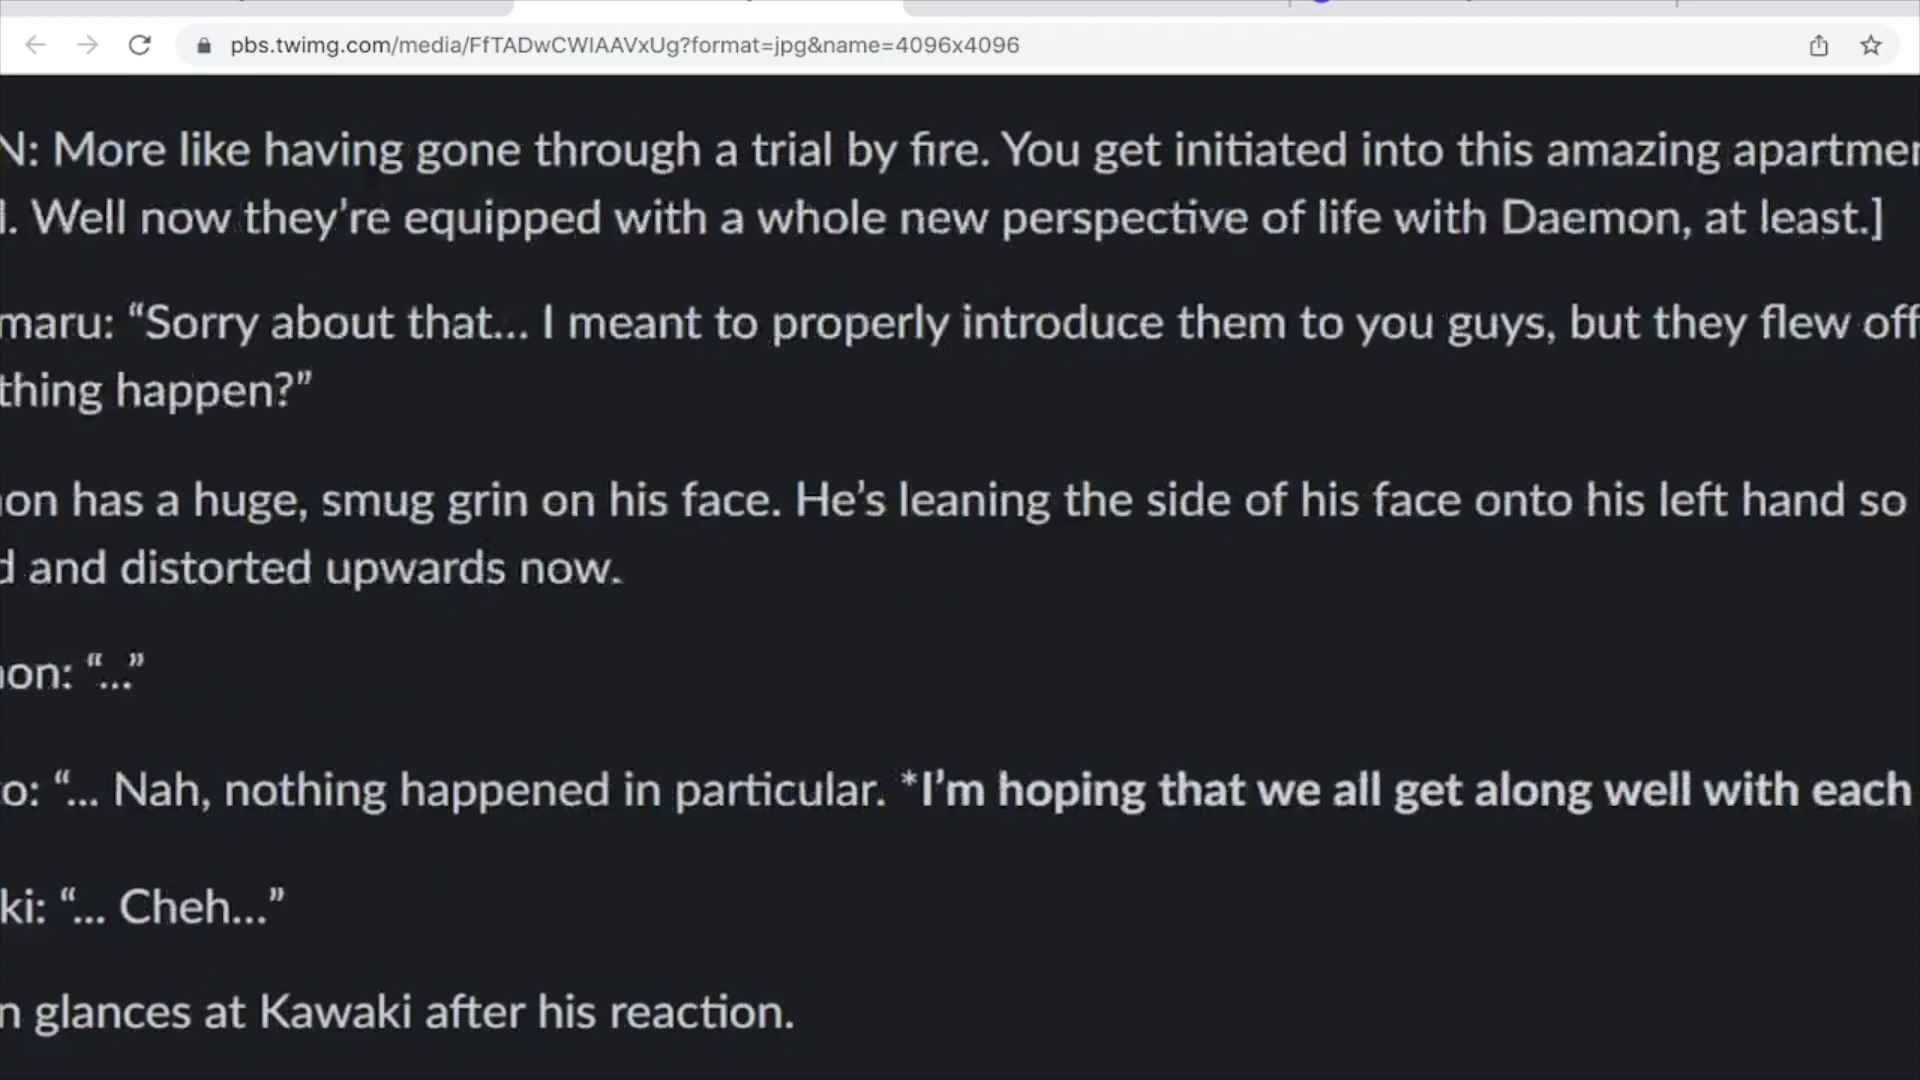 pbs.twimg.com/media/FfTADwCWIAAVxUg?format=jpg&name=4096x4096
N: More like having gone through a trial by fire. You get initiated into this amazing apartmen
. Well now they're equipped with a whole new perspective of life with Daemon, at least.]
maru: “Sorry about that... I meant to properly introduce them to you guys, but they flew off
thing happen?”
on has a huge, smug grin on his face. He’s leaning the side of his face onto his left hand so
d and distorted upwards now.
on: “...”
o: “... Nah, nothing happened in particular. *I’m hoping that we all get along well with each
ki: “... Cheh...”
n glances at Kawaki after his reaction.